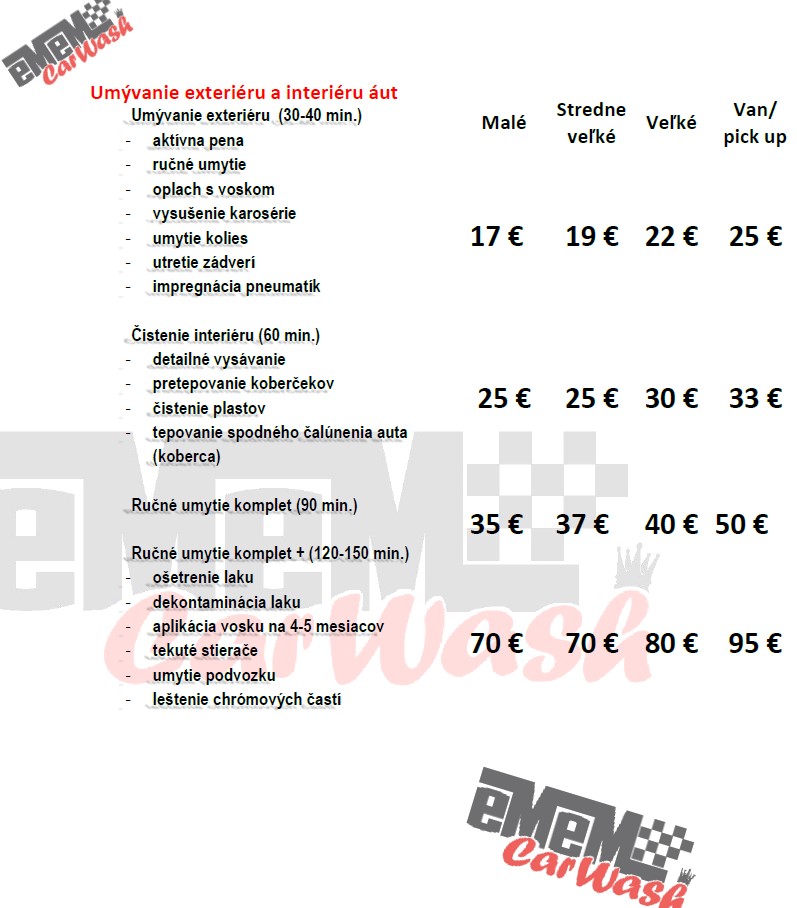 eMeM
CarWash
Umývanie exteriéru a interiéru áut
Malé
Stredne
veľké
Veľké
Van/
pick up
Umývanie exteriéru (30-40 min.)
- aktívna pena
- ručné umytie
- oplach s voskom
- vysušenie karosérie
- umytie kolies
- utretie zádverí
- impregnácia pneumatík
17 € 19 € 22 € 25 €
Čistenie interiéru (60 min.)
- detailné vysávanie
- pretepovanie koberčekov
- čistenie plastov
- tepovanie spodného čalúnenia auta
(koberca)
25 € 25 € 30 € 33 €
eMeM
CarWash
Ručné umytie komplet (90 min.)
35 € 37 € 40 € 50 €
Ručné umytie komplet + (120-150 min.)
- ošetrenie laku
- dekontaminácia laku
- aplikácia vosku na 4-5 mesiacov
- tekuté stierače
- umytie podvozku
- leštenie chrómových častí
70 € 70 € 80 € 95 €
eMeM
CarWash